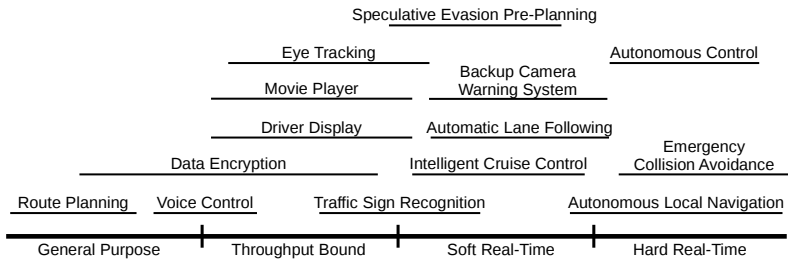 Speculative Evasion Pre-Planning
Eye Tracking
Autonomous Control
Movie Player
Backup Camera
Warning System
Driver Display
Automatic Lane Following
Data Encryption
Intelligent Cruise Control
Emergency
Collision Avoidance
Route Planning
Voice Control
Traffic Sign Recognition
Autonomous Local Navigation
General Purpose
Throughput Bound
Soft Real-Time
Hard Real-Time